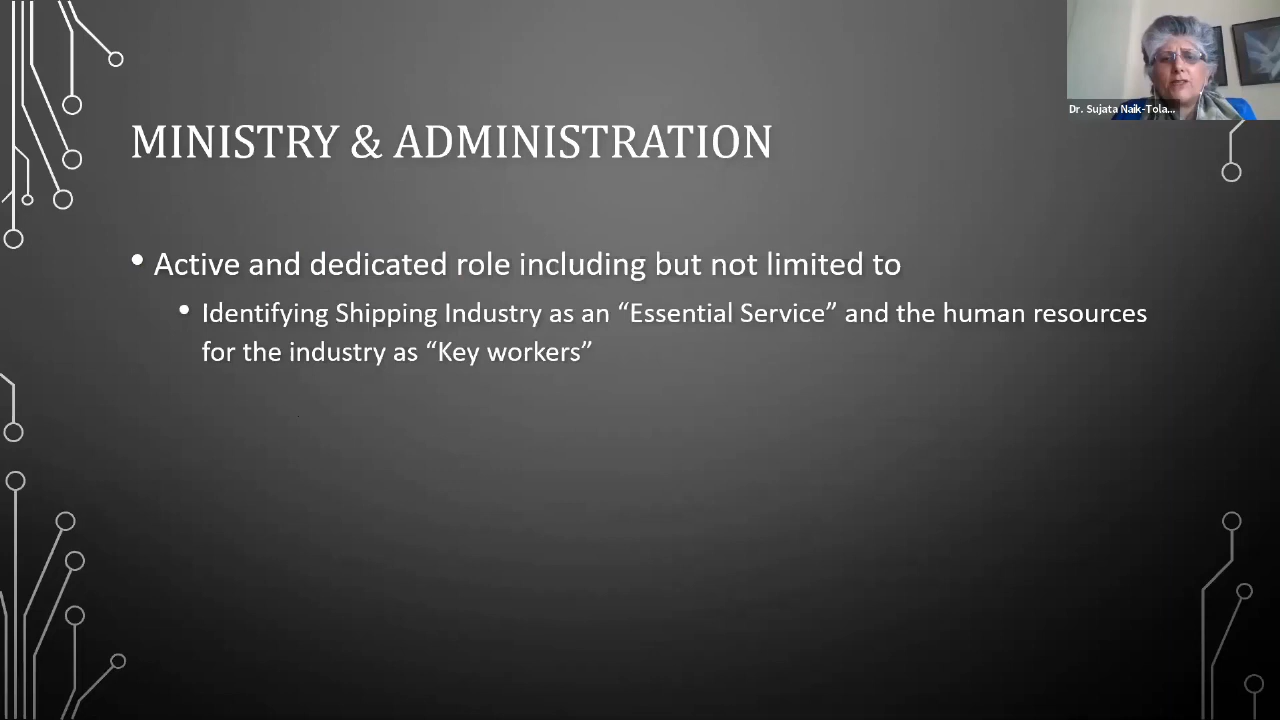 Dr. Sujata Naik-Tola...
MINISTRY & ADMINISTRATION
• Active and dedicated role including but not limited to
• Identifying Shipping Industry as an “Essential Service” and the human resources
for the industry as “Key workers”